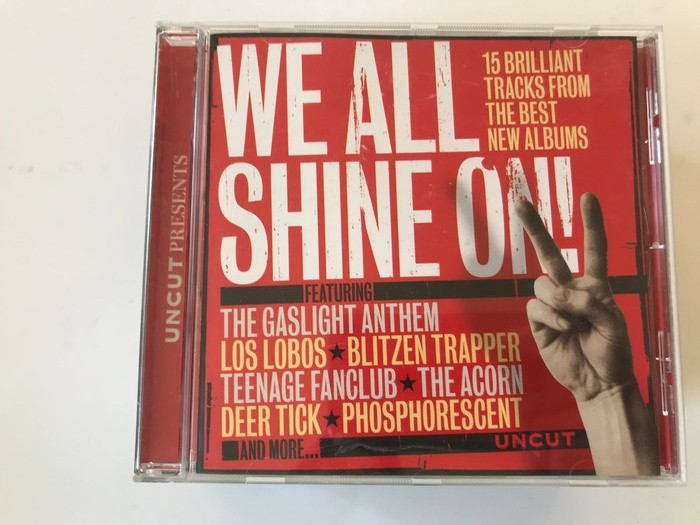 UNCUT PRESENTS
WE ALL
SHINE ON!
15 BRILLIANT
TRACKS FROM
THE BEST
NEW ALBUMS
FEATURING
THE GASLIGHT ANTHEM
LOS LOBOS ★ BLITZEN TRAPPER
TEENAGE FANCLUB ★ THE ACORN
DEER TICK ★ PHOSPHORESCENT
AND MORE...
UNCUT